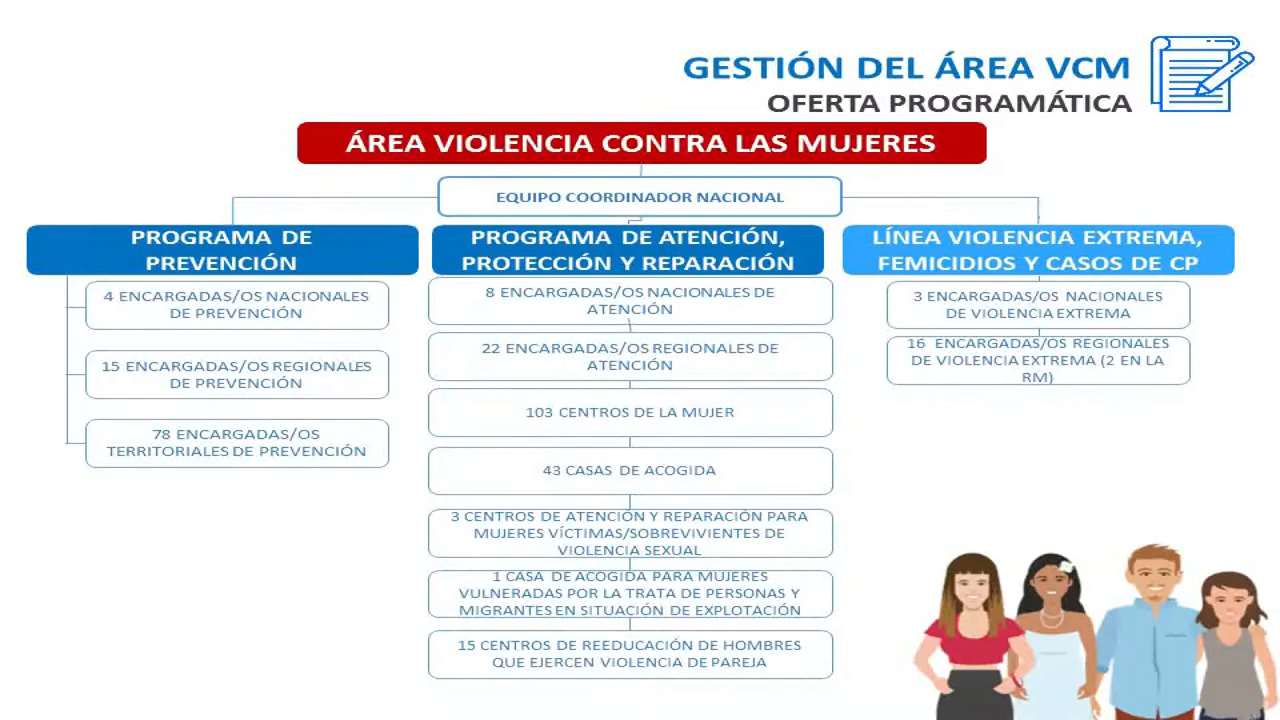 GESTIÓN DEL ÁREA VCM
OFERTA PROGRAMÁTICA
ÁREA VIOLENCIA CONTRA LAS MUJERES
EQUIPO COORDINADOR NACIONAL
PROGRAMA DE
PREVENCIÓN
4 ENCARGADAS/OS NACIONALES
DE PREVENCIÓN
15 ENCARGADAS/OS REGIONALES
DE PREVENCIÓN
78 ENCARGADAS/OS
TERRITORIALES DE PREVENCIÓN
PROGRAMA DE ATENCIÓN,
PROTECCIÓN Y REPARACIÓN
8 ENCARGADAS/OS NACIONALES DE
ATENCIÓN
22 ENCARGADAS/OS REGIONALES DE
ATENCIÓN
103 CENTROS DE LA MUJER
43 CASAS DE ACOGIDA
3 CENTROS DE ATENCIÓN Y REPARACIÓN PARA
MUJERES VÍCTIMAS/SOBREVIVIENTES DE
VIOLENCIA SEXUAL
1 CASA DE ACOGIDA PARA MUJERES
VULNERADAS POR LA TRATA DE PERSONAS Y
MIGRANTES EN SITUACIÓN DE EXPLOTACIÓN
15 CENTROS DE REEDUCACIÓN DE HOMBRES
QUE EJERCEN VIOLENCIA DE PAREJA
LÍNEA VIOLENCIA EXTREMA,
FEMICIDIOS Y CASOS DE CP
3 ENCARGADAS/OS NACIONALES
DE VIOLENCIA EXTREMA
16 ENCARGADAS/OS REGIONALES
DE VIOLENCIA EXTREMA (2 EN LA
RM)